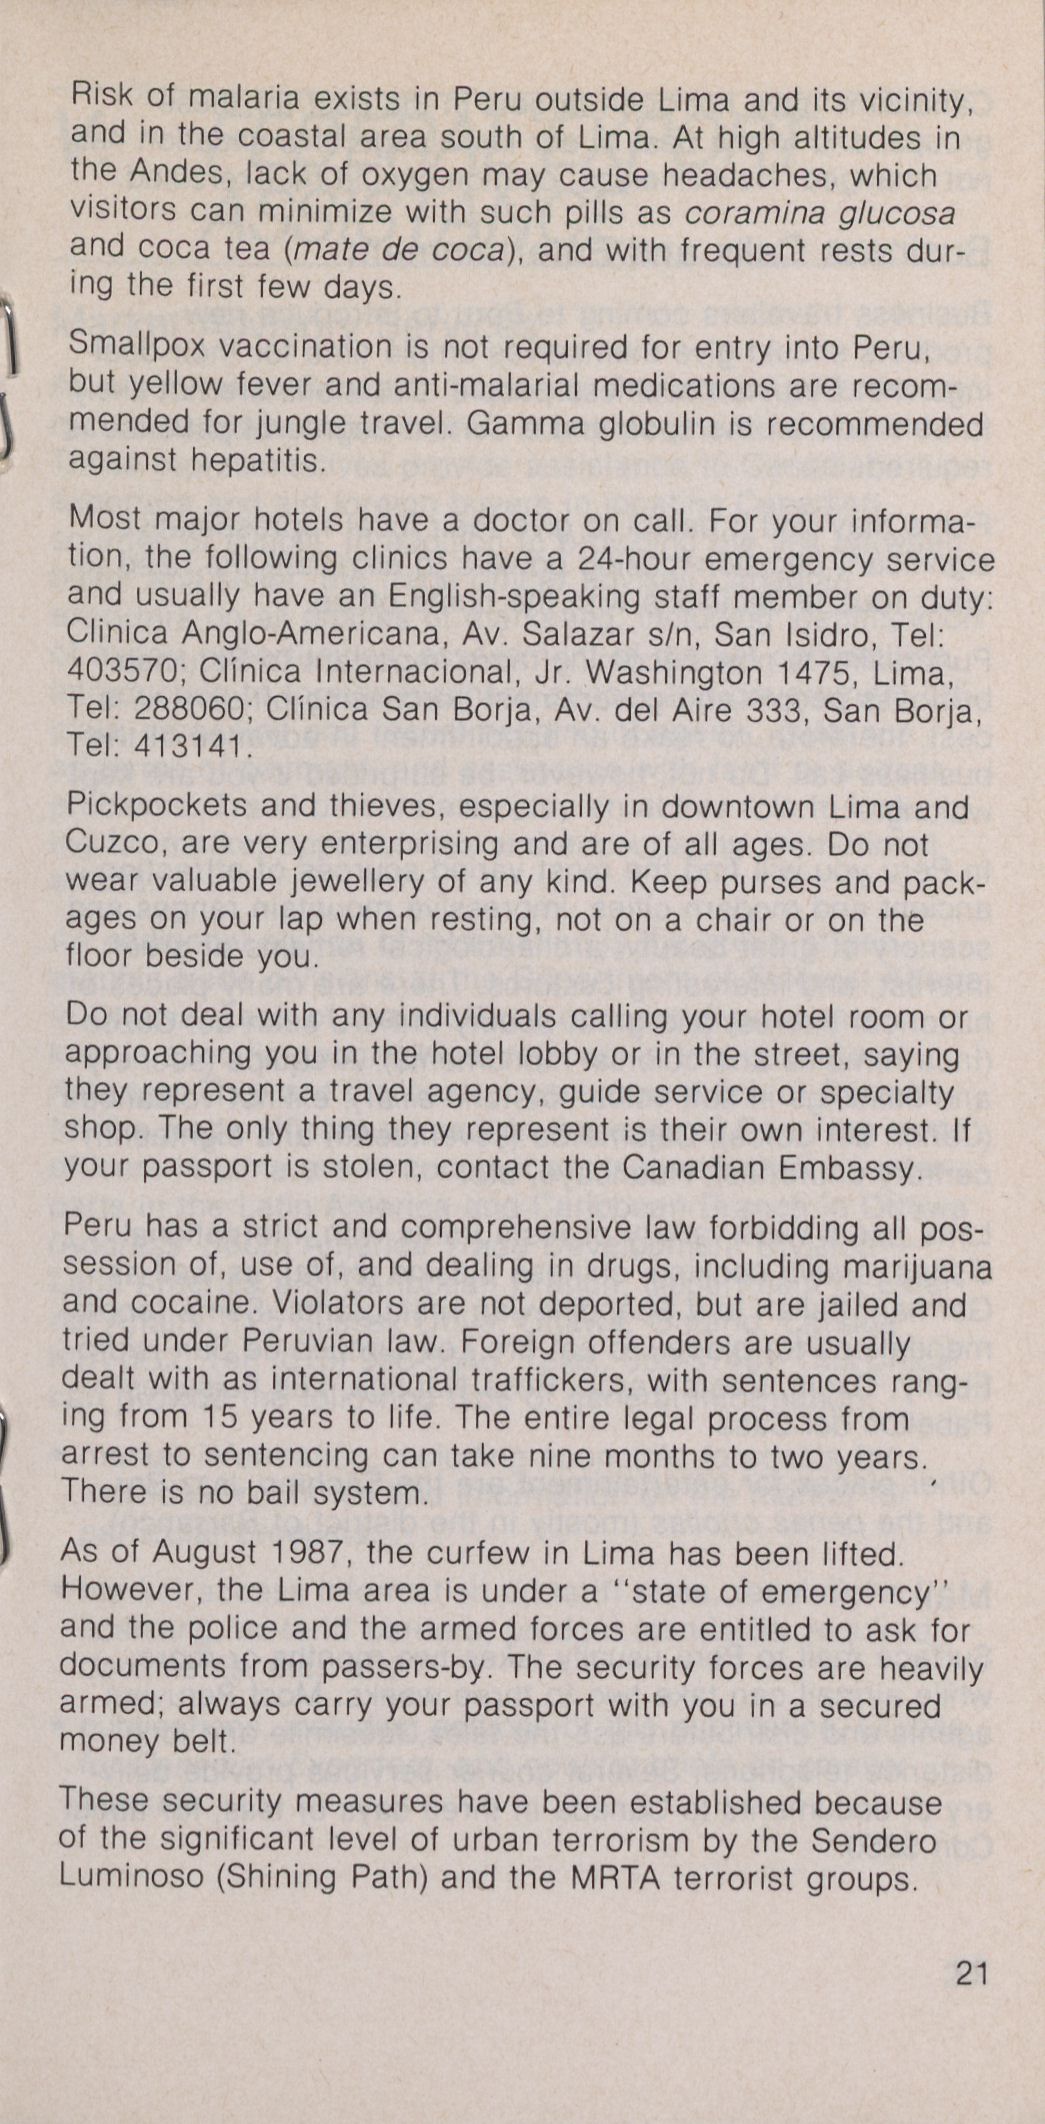 Risk of malaria exists in Peru outside Lima and its vicinity,
and in the coastal area south of Lima. At high altitudes in
the Andes, lack of oxygen may cause headaches, which
visitors can minimize with such pills as coramina glucosa
and coca tea (mate de coca), and with frequent rests dur-
ing the first few days.
Smallpox vaccination is not required for entry into Peru,
but yellow fever and anti-malarial medications are recom-
mended for jungle travel. Gamma globulin is recommended
against hepatitis.
Most major hotels have a doctor on call. For your informa-
tion, the following clinics have a 24-hour emergency service
and usually have an English-speaking staff member on duty:
Clinica Anglo-Americana, Av. Salazar s/n, San Isidro, Tel:
403570; Clínica Internacional, Jr. Washington 1475, Lima,
Tel: 288060; Clínica San Borja, Av. del Aire 333, San Borja,
Tel: 413141.
Pickpockets and thieves, especially in downtown Lima and
Cuzco, are very enterprising and are of all ages. Do not
wear valuable jewellery of any kind. Keep purses and pack-
ages on your lap when resting, not on a chair or on the
floor beside you.
Do not deal with any individuals calling your hotel room or
approaching you in the hotel lobby or in the street, saying
they represent a travel agency, guide service or specialty
shop. The only thing they represent is their own interest. If
your passport is stolen, contact the Canadian Embassy.
Peru has a strict and comprehensive law forbidding all pos-
session of, use of, and dealing in drugs, including marijuana
and cocaine. Violators are not deported, but are jailed and
tried under Peruvian law. Foreign offenders are usually
dealt with as international traffickers, with sentences rang-
ing from 15 years to life. The entire legal process from
arrest to sentencing can take nine months to two years.
There is no bail system.
As of August 1987, the curfew in Lima has been lifted.
However, the Lima area is under a ''state of emergency''
and the police and the armed forces are entitled to ask for
documents from passers-by. The security forces are heavily
armed; always carry your passport with you in a secured
money belt.
These security measures have been established because
of the significant level of urban terrorism by the Sendero
Luminoso (Shining Path) and the MRTA terrorist groups.
21